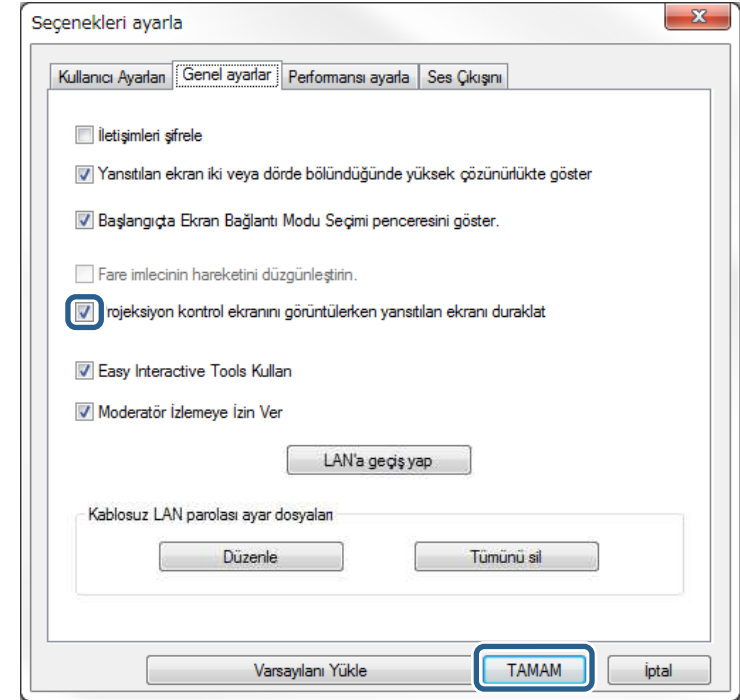 Seçenekleri ayarla
Kullanıcı Ayarları Genel ayarlar Performansı ayarla Ses Çıkışını
İletişimleri şifrele
Yansıtılan ekran iki veya dörde bölündüğünde yüksek çözünürlükte göster
Başlangıçta Ekran Bağlantı Modu Seçimi penceresini göster.
Fare imlecinin hareketini düzgünleştirin.
rojeksiyon kontrol ekranını görüntülerken yansıtılan ekranı duraklat
Easy Interactive Tools Kullan
Moderatör İzlemeye İzin Ver
LAN'a geçiş yap
Kablosuz LAN parolası ayar dosyaları
Düzenle Tümünü sil
Varsayılanı Yükle TAMAM İptal